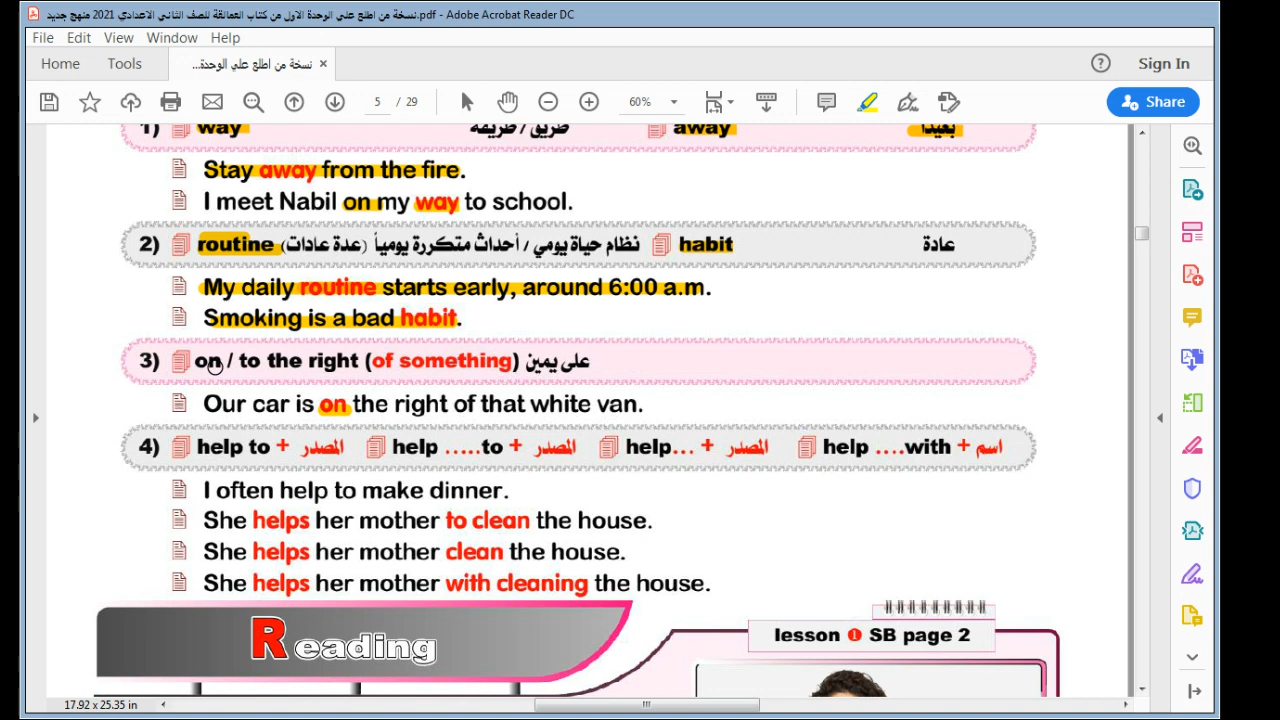 نسخة من اطلع علي الوحدة الاول من كتاب العمالقة للصف الثاني الاعدادي 2021 منهج جديد.pdf - Adobe Acrobat Reader DC
File Edit View Window Help
Home Tools نسخة من اطلع علي الوحدة... × ? Sign In
5 / 29 60% Share
1) way طريق / طريقة away بعيدا
Stay away from the fire.
I meet Nabil on my way to school.
2) routine نظام حياة يومي / أحداث متكررة يومياً (عدة عادات) habit عادة
My daily routine starts early, around 6:00 a.m.
Smoking is a bad habit.
3) on / to the right (of something) على يمين
Our car is on the right of that white van.
4) help to + المصدر help .....to + المصدر help... + المصدر help ....with + اسم
I often help to make dinner.
She helps her mother to clean the house.
She helps her mother clean the house.
She helps her mother with cleaning the house.
Reading
lesson 1 SB page 2
17.92 x 25.35 in